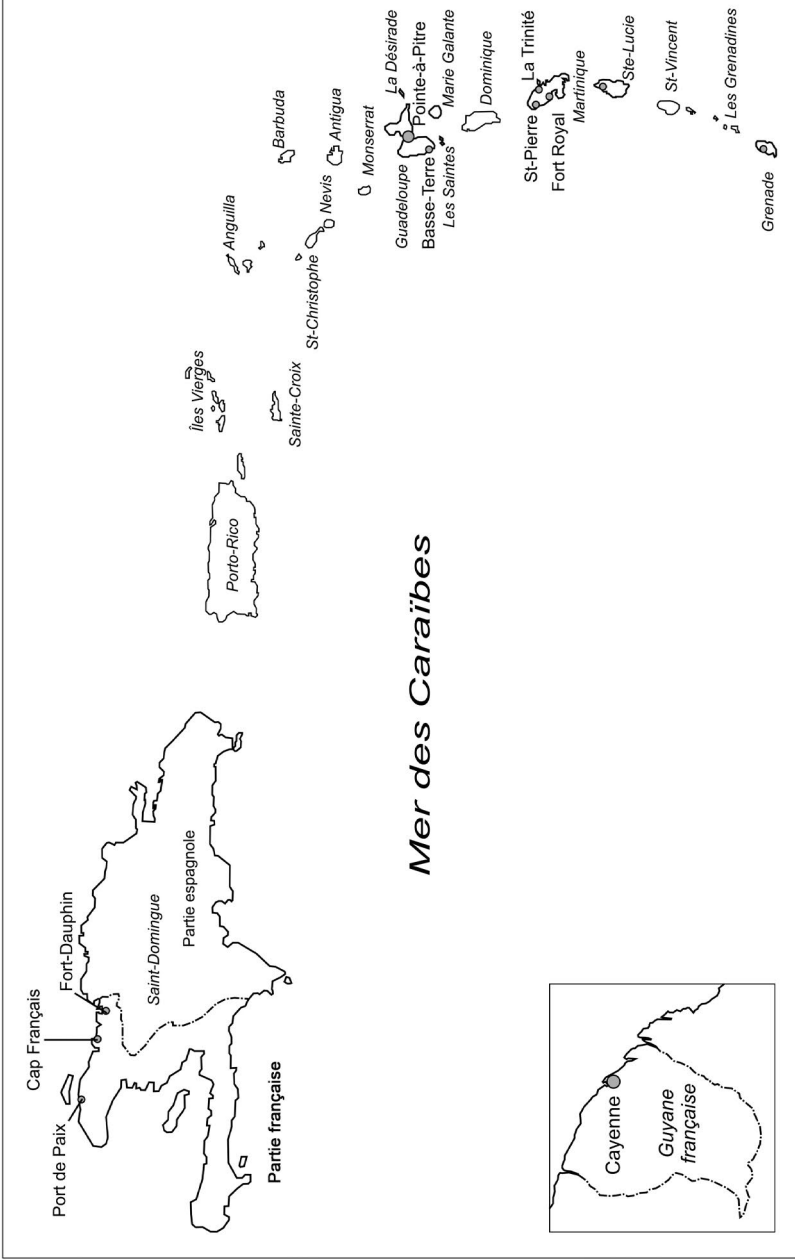 Port de Paix
Cap Français
Fort-Dauphin
Saint-Domingue
Partie espagnole
Partie française
Porto-Rico
Îles Vierges
Sainte-Croix
Anguilla
St-Christophe
Nevis
Barbuda
Antigua
Monserrat
Guadeloupe
La Désirade
Pointe-à-Pitre
Basse-Terre
Marie Galante
Les Saintes
Dominique
St-Pierre
La Trinité
Fort Royal
Martinique
Ste-Lucie
St-Vincent
Les Grenadines
Grenade
Mer des Caraïbes
Cayenne
Guyane
française